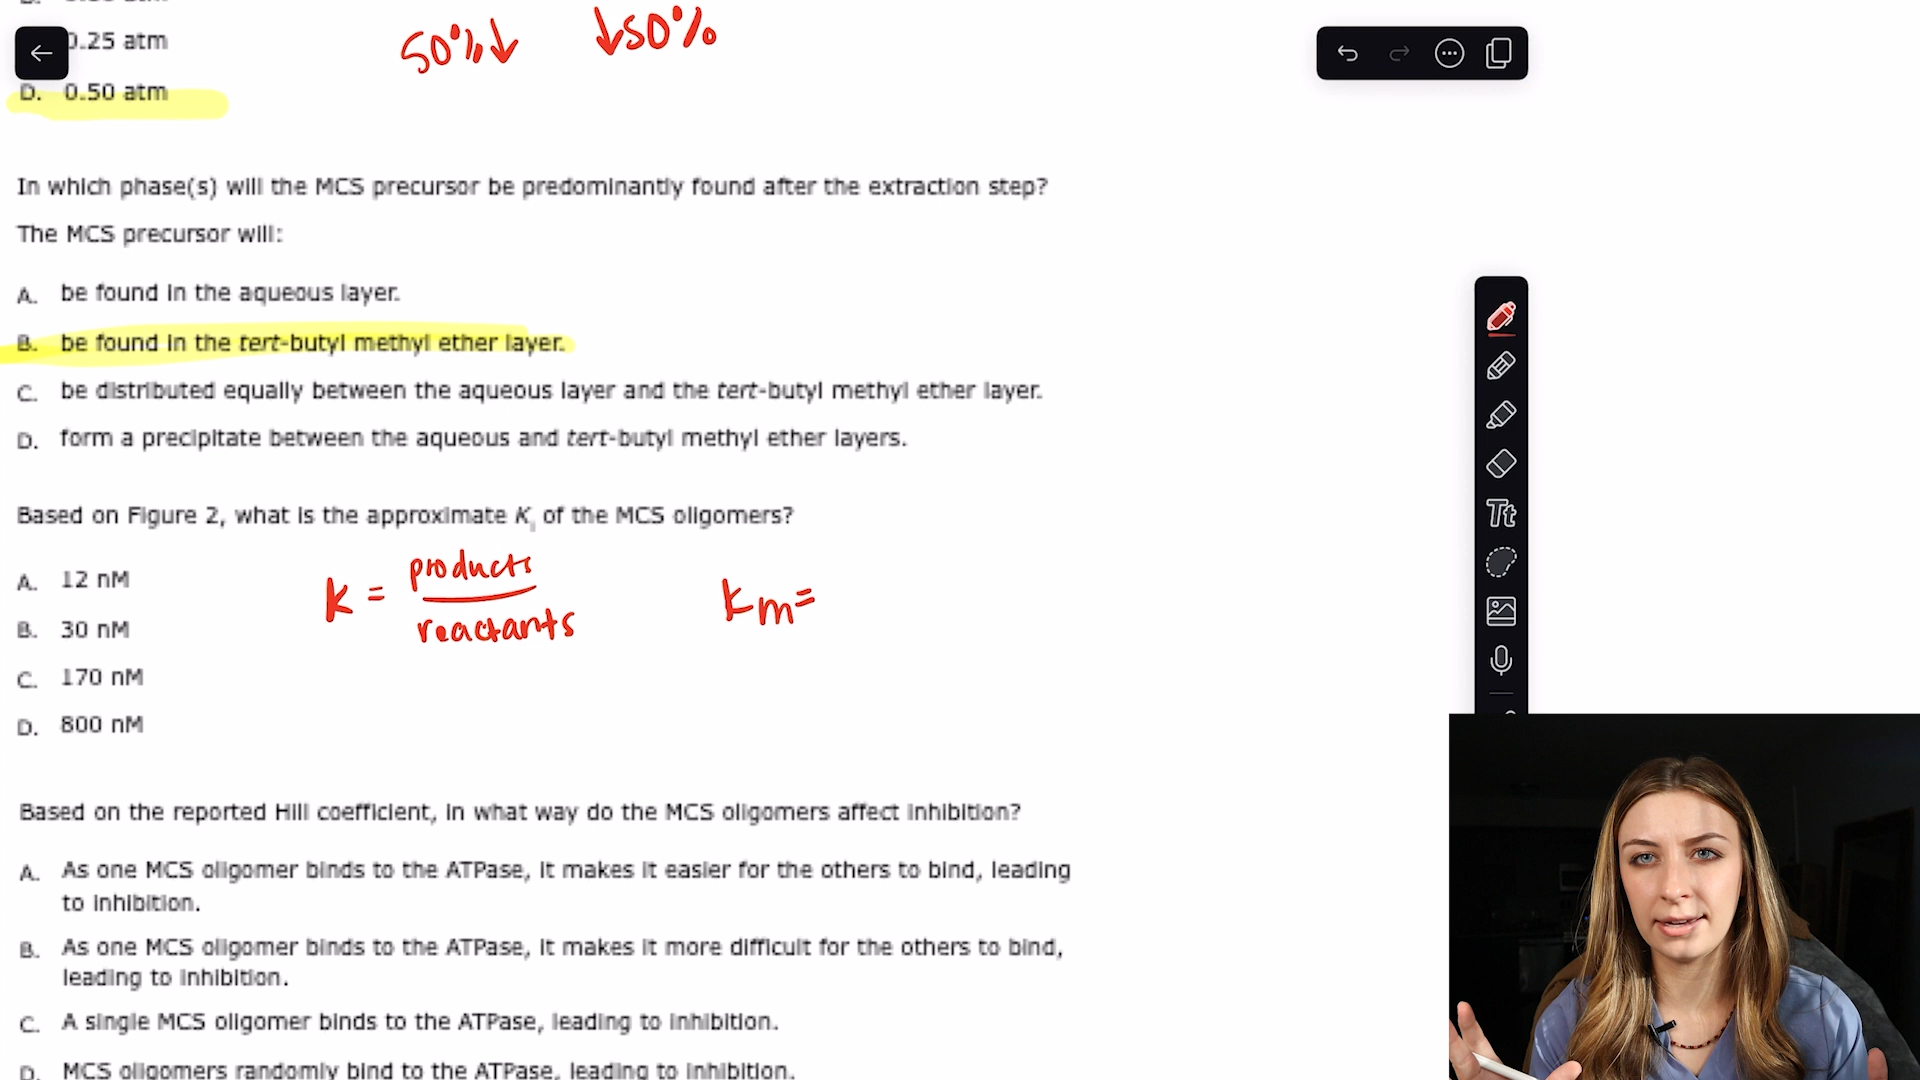 0.25 atm
50%↓ ↓50%
D. 0.50 atm
In which phase(s) will the MCS precursor be predominantly found after the extraction step?
The MCS precursor will:
A. be found in the aqueous layer.
B. be found in the tert-butyl methyl ether layer.
C. be distributed equally between the aqueous layer and the tert-butyl methyl ether layer.
D. form a precipitate between the aqueous and tert-butyl methyl ether layers.
Based on Figure 2, what is the approximate Ki of the MCS oligomers?
A. 12 nM
B. 30 nM
C. 170 nM
D. 800 nM
K = products
reactants
Km=
Based on the reported Hill coefficient, in what way do the MCS oligomers affect inhibition?
A. As one MCS oligomer binds to the ATPase, it makes it easier for the others to bind, leading
to inhibition.
B. As one MCS oligomer binds to the ATPase, it makes it more difficult for the others to bind,
leading to inhibition.
C. A single MCS oligomer binds to the ATPase, leading to inhibition.
D. MCS oligomers randomly bind to the ATPase, leading to inhibition.
Tt